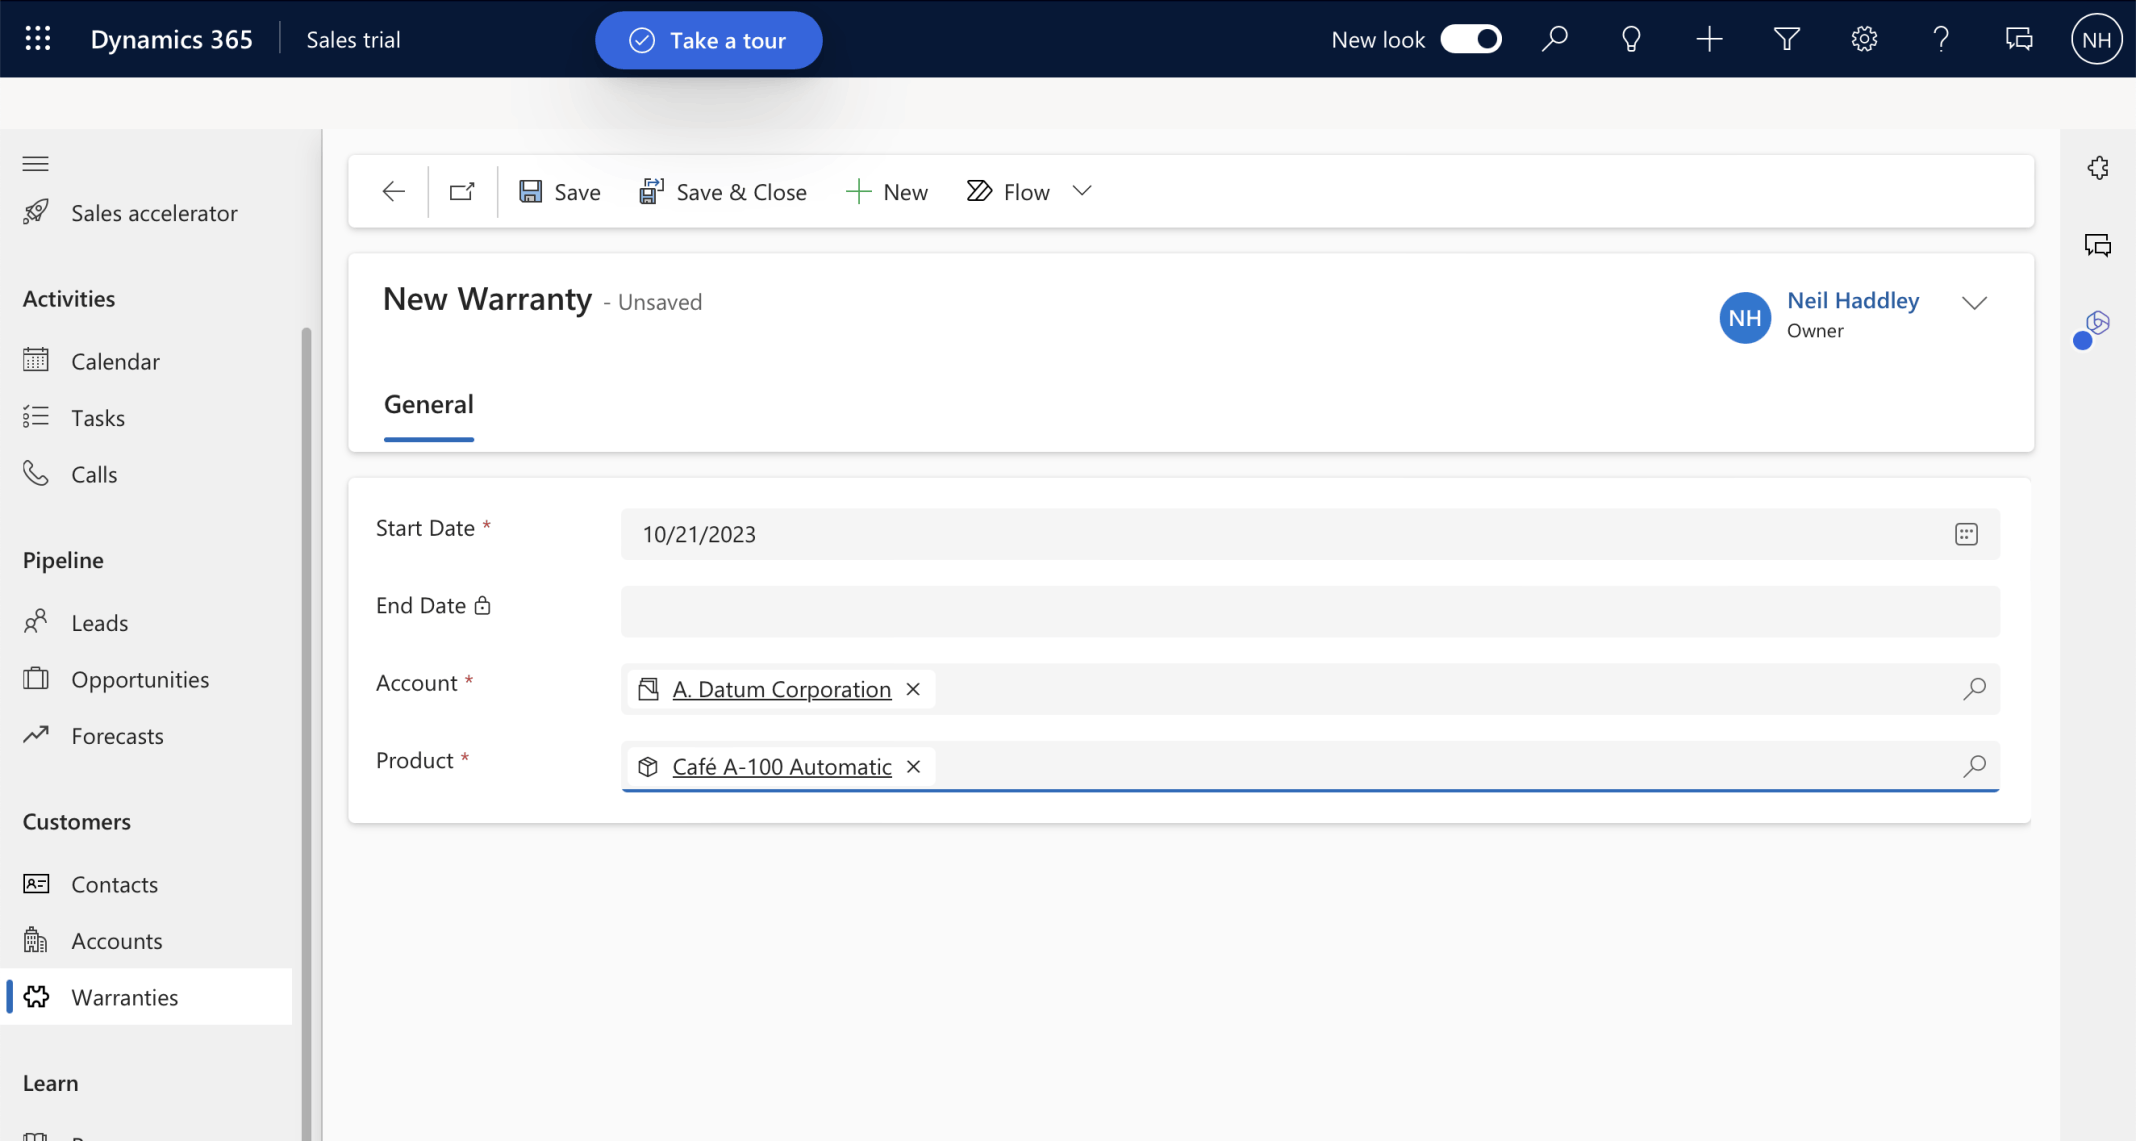 Dynamics 365
Sales trial
Take a tour
New look
NH
Save
Save & Close
New
Flow
Sales accelerator
Activities
Calendar
Tasks
Calls
Pipeline
Leads
Opportunities
Forecasts
Customers
Contacts
Accounts
Warranties
Learn
New Warranty - Unsaved
NH
Neil Haddley
Owner
General
Start Date *
10/21/2023
End Date
Account *
A. Datum Corporation
Product *
Café A-100 Automatic